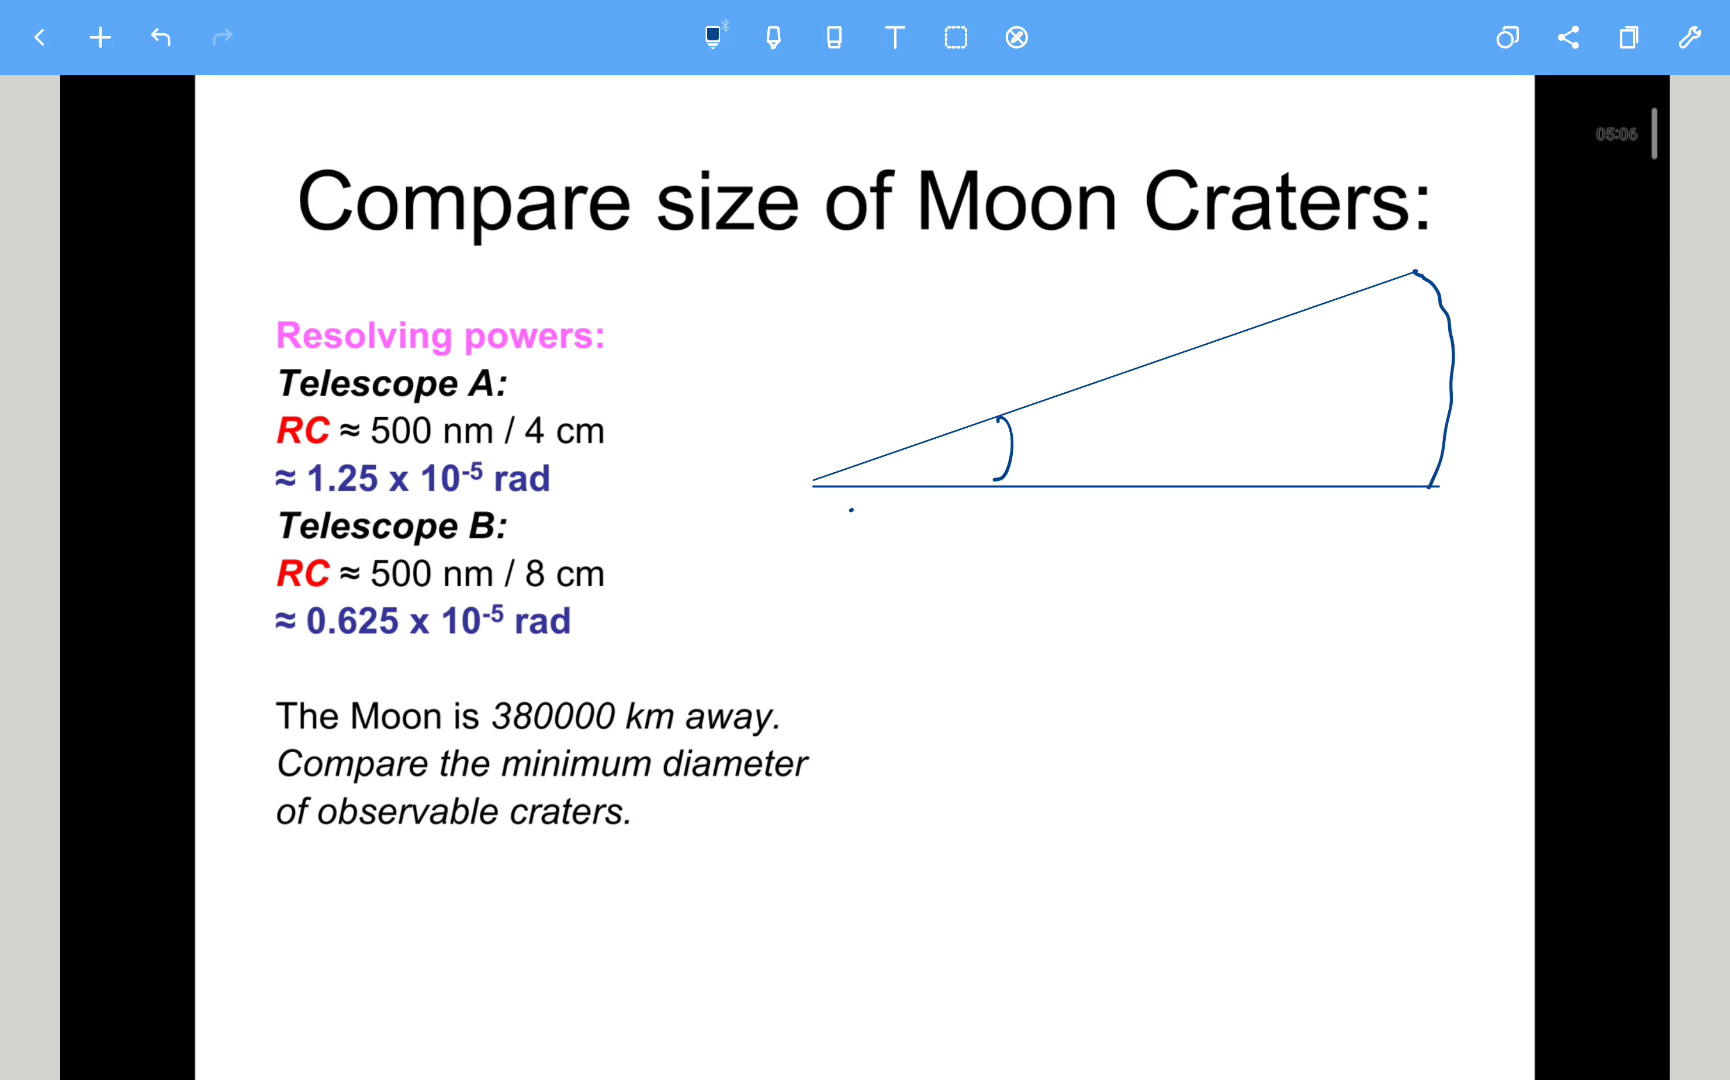 05:06
Compare size of Moon Craters:
Resolving powers:
Telescope A:
RC ≈ 500 nm / 4 cm
≈ 1.25 x 10⁻⁵ rad
Telescope B:
RC ≈ 500 nm / 8 cm
≈ 0.625 x 10⁻⁵ rad
The Moon is 380000 km away.
Compare the minimum diameter
of observable craters.